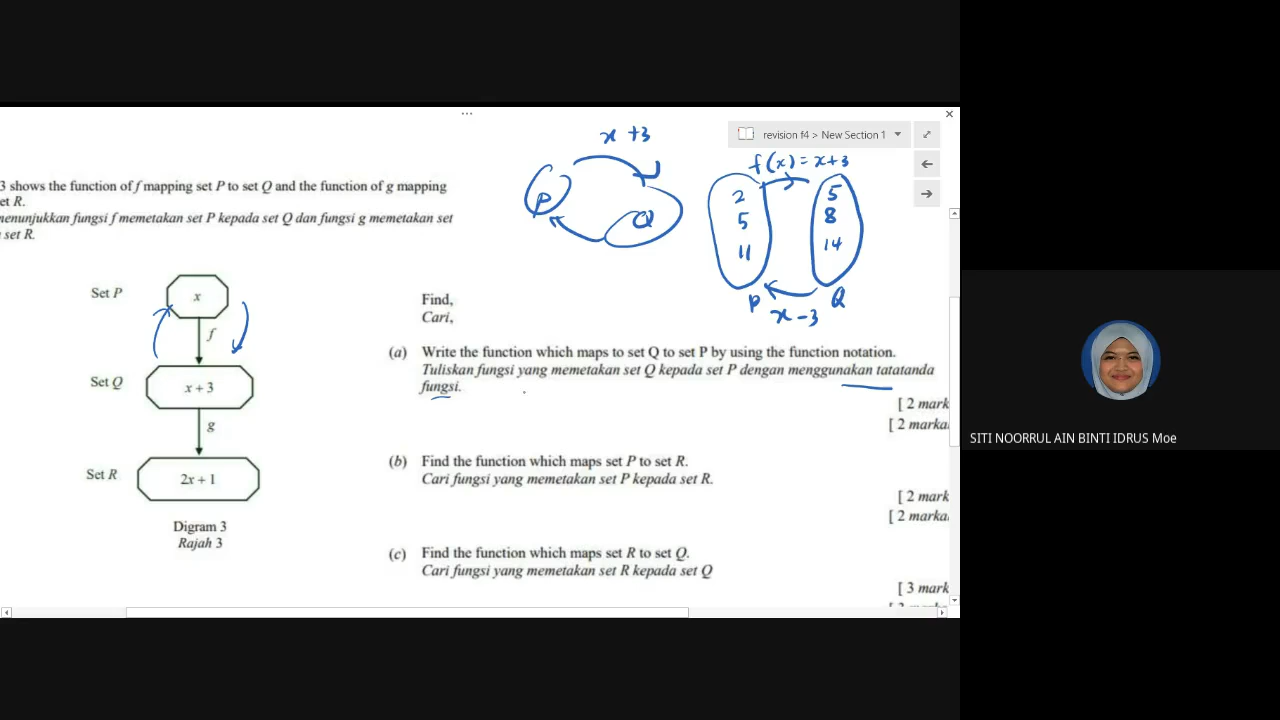 revision f4 > New Section 1
x +3
f(x) = x+3
3 shows the function of f mapping set P to set Q and the function of g mapping
et R.
menunjukkan fungsi f memetakan set P kepada set Q dan fungsi g memetakan set
set R.
P
Q
2
5
11
5
8
14
P
Q
x - 3
Set P
x
f
Set Q
x + 3
g
Set R
2x + 1
Digram 3
Rajah 3
Find,
Cari,
(a) Write the function which maps to set Q to set P by using the function notation.
Tuliskan fungsi yang memetakan set Q kepada set P dengan menggunakan tatatanda
fungsi.
[ 2 mark
[ 2 marka
(b) Find the function which maps set P to set R.
Cari fungsi yang memetakan set P kepada set R.
[ 2 mark
[ 2 marka
(c) Find the function which maps set R to set Q.
Cari fungsi yang memetakan set R kepada set Q
[ 3 mark
SITI NOORRUL AIN BINTI IDRUS Moe